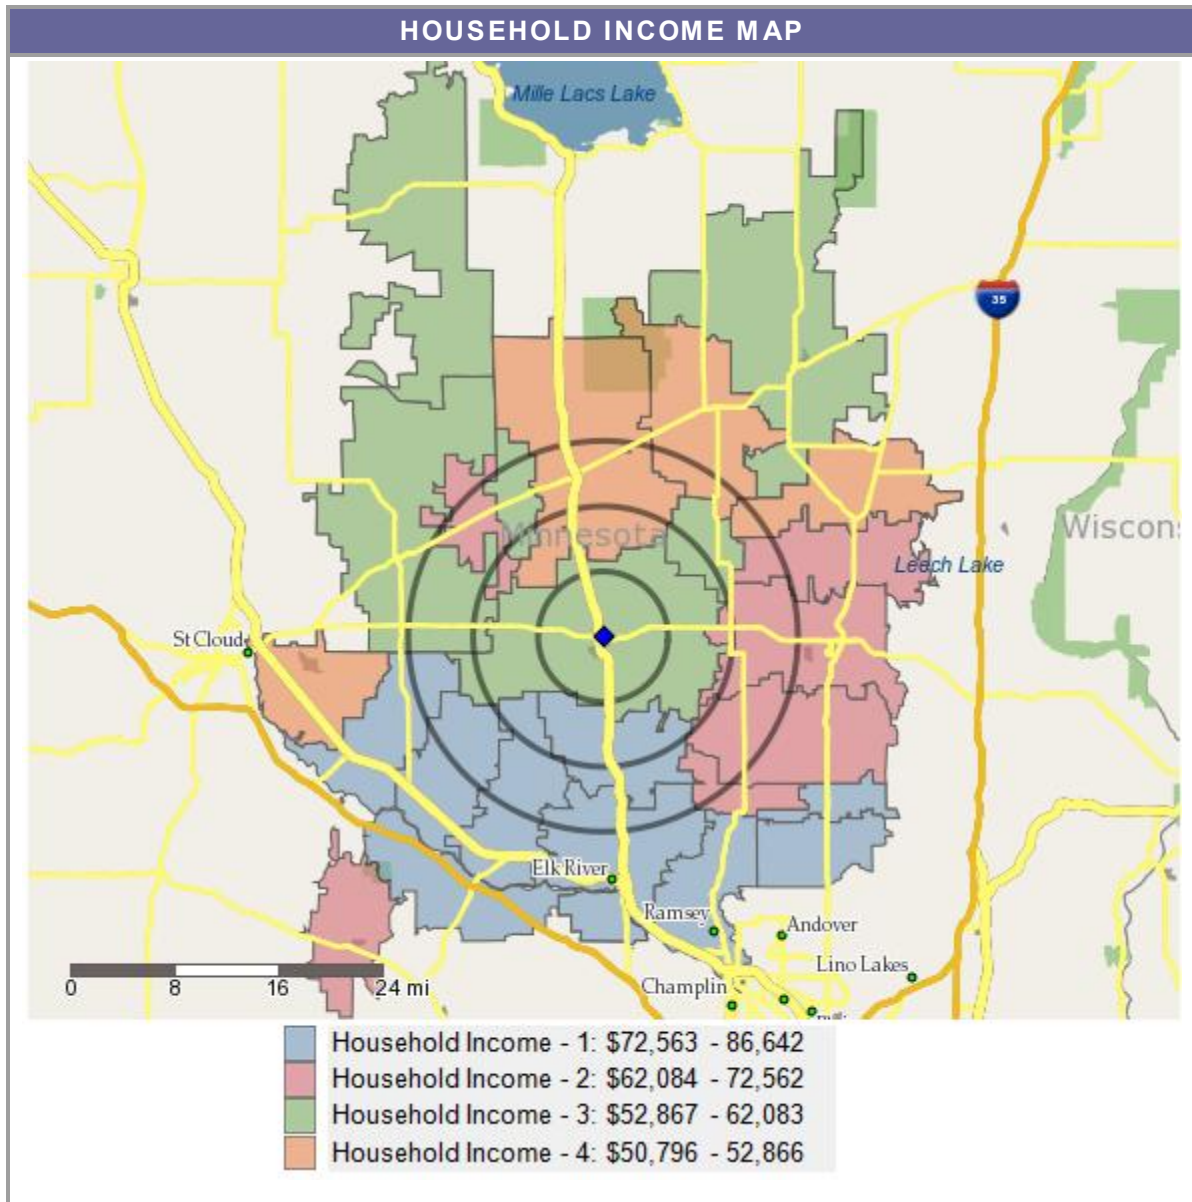 HOUSEHOLD INCOME MAP
Mille Lacs Lake
35
Minnesota
Wiscons
Leech Lake
St Cloud
Elk River
Ramsey
Andover
Lino Lakes
Champlin
0 8 16 24 mi
Household Income - 1: $72,563 - 86,642
Household Income - 2: $62,084 - 72,562
Household Income - 3: $52,867 - 62,083
Household Income - 4: $50,796 - 52,866